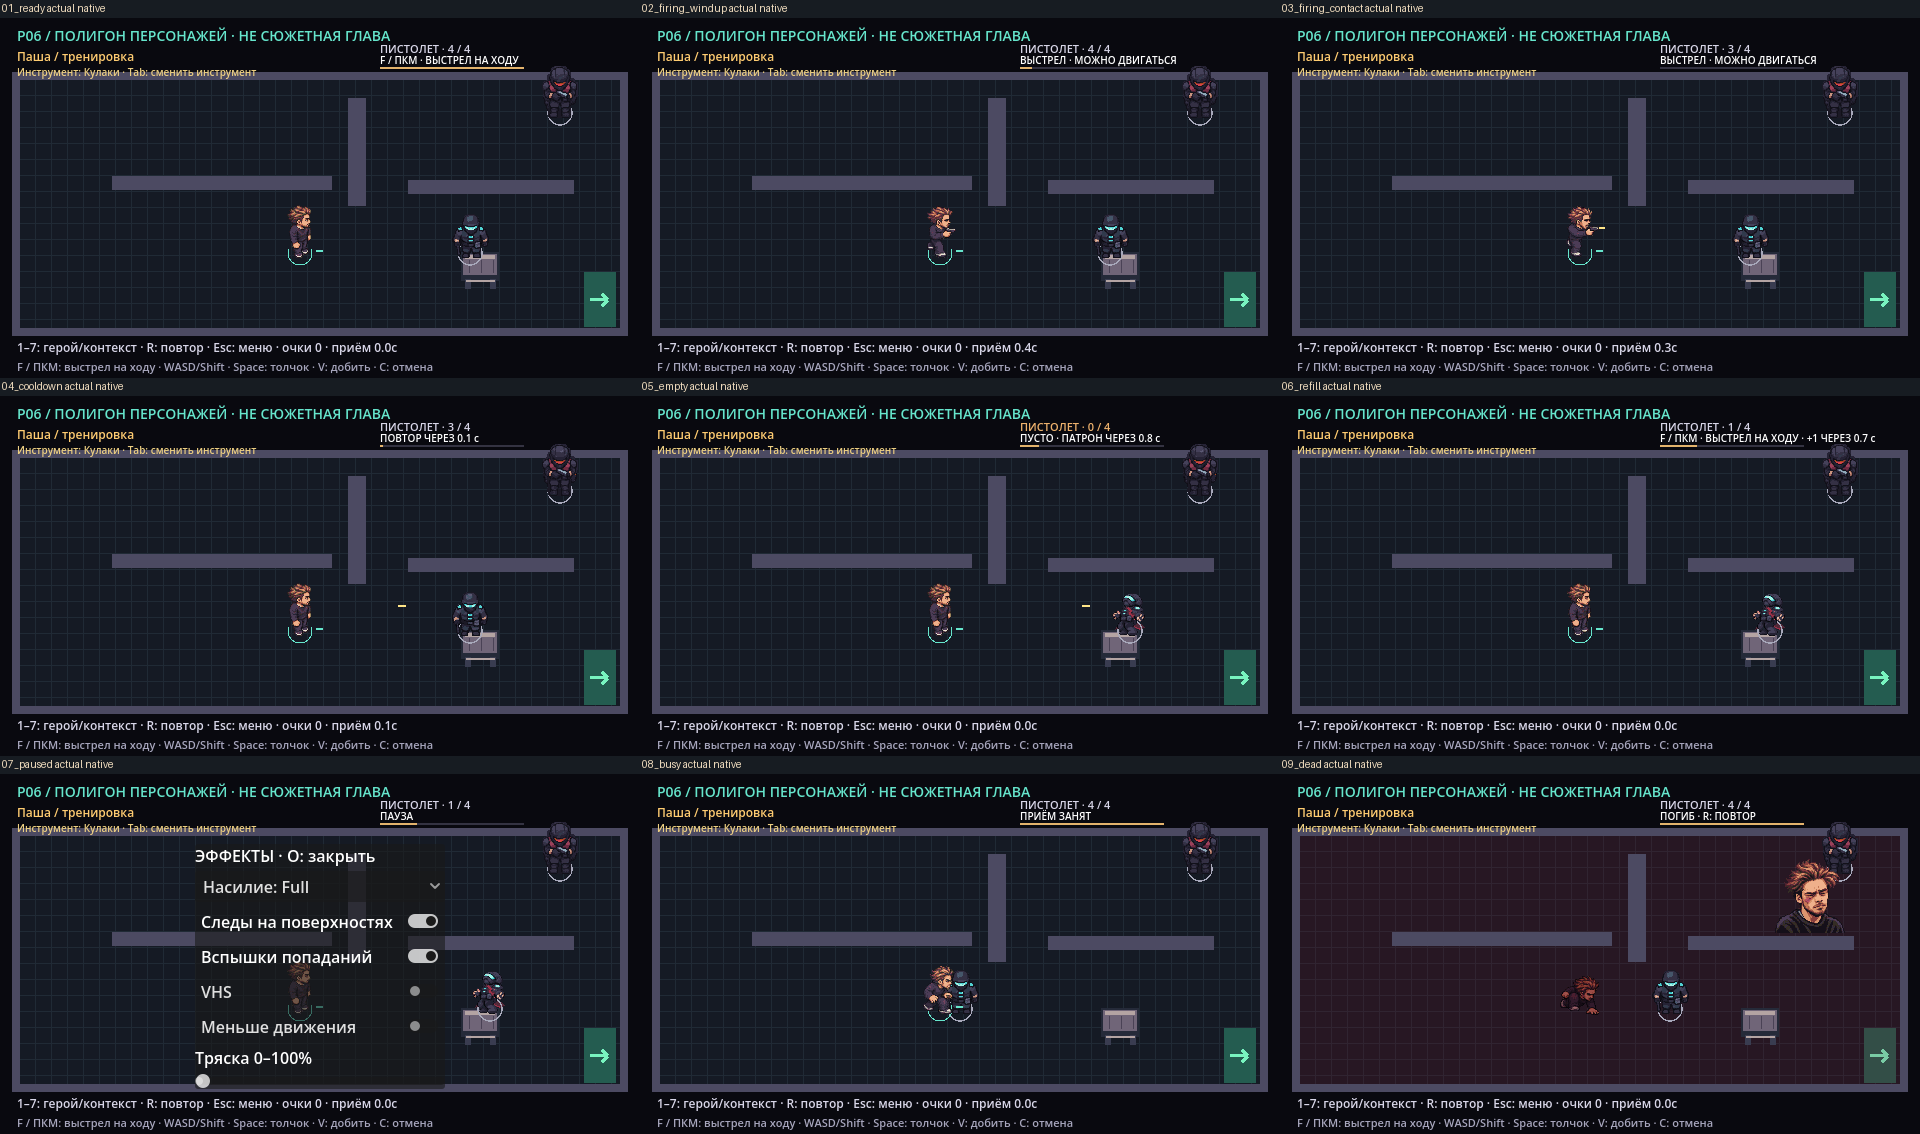 01_ready actual native
P06 / ПОЛИГОН ПЕРСОНАЖЕЙ · НЕ СЮЖЕТНАЯ ГЛАВА
ПИСТОЛЕТ · 4 / 4
Паша / тренировка
F / ПКМ · ВЫСТРЕЛ НА ХОДУ
Инструмент: Кулаки · Tab: сменить инструмент
1–7: герой/контекст · R: повтор · Esc: меню · очки 0 · приём 0.0с
F / ПКМ: выстрел на ходу · WASD/Shift · Space: толчок · V: добить · C: отмена
02_firing_windup actual native
P06 / ПОЛИГОН ПЕРСОНАЖЕЙ · НЕ СЮЖЕТНАЯ ГЛАВА
ПИСТОЛЕТ · 4 / 4
Паша / тренировка
ВЫСТРЕЛ · МОЖНО ДВИГАТЬСЯ
Инструмент: Кулаки · Tab: сменить инструмент
1–7: герой/контекст · R: повтор · Esc: меню · очки 0 · приём 0.4с
F / ПКМ: выстрел на ходу · WASD/Shift · Space: толчок · V: добить · C: отмена
03_firing_contact actual native
P06 / ПОЛИГОН ПЕРСОНАЖЕЙ · НЕ СЮЖЕТНАЯ ГЛАВА
ПИСТОЛЕТ · 3 / 4
Паша / тренировка
ВЫСТРЕЛ · МОЖНО ДВИГАТЬСЯ
Инструмент: Кулаки · Tab: сменить инструмент
1–7: герой/контекст · R: повтор · Esc: меню · очки 0 · приём 0.3с
F / ПКМ: выстрел на ходу · WASD/Shift · Space: толчок · V: добить · C: отмена
04_cooldown actual native
P06 / ПОЛИГОН ПЕРСОНАЖЕЙ · НЕ СЮЖЕТНАЯ ГЛАВА
ПИСТОЛЕТ · 3 / 4
Паша / тренировка
ПОВТОР ЧЕРЕЗ 0.1 с
Инструмент: Кулаки · Tab: сменить инструмент
1–7: герой/контекст · R: повтор · Esc: меню · очки 0 · приём 0.1с
F / ПКМ: выстрел на ходу · WASD/Shift · Space: толчок · V: добить · C: отмена
05_empty actual native
P06 / ПОЛИГОН ПЕРСОНАЖЕЙ · НЕ СЮЖЕТНАЯ ГЛАВА
ПИСТОЛЕТ · 0 / 4
Паша / тренировка
ПУСТО · ПАТРОН ЧЕРЕЗ 0.8 с
Инструмент: Кулаки · Tab: сменить инструмент
1–7: герой/контекст · R: повтор · Esc: меню · очки 0 · приём 0.0с
F / ПКМ: выстрел на ходу · WASD/Shift · Space: толчок · V: добить · C: отмена
06_refill actual native
P06 / ПОЛИГОН ПЕРСОНАЖЕЙ · НЕ СЮЖЕТНАЯ ГЛАВА
ПИСТОЛЕТ · 1 / 4
Паша / тренировка
F / ПКМ · ВЫСТРЕЛ НА ХОДУ · +1 ЧЕРЕЗ 0.7 с
Инструмент: Кулаки · Tab: сменить инструмент
1–7: герой/контекст · R: повтор · Esc: меню · очки 0 · приём 0.0с
F / ПКМ: выстрел на ходу · WASD/Shift · Space: толчок · V: добить · C: отмена
07_paused actual native
P06 / ПОЛИГОН ПЕРСОНАЖЕЙ · НЕ СЮЖЕТНАЯ ГЛАВА
ПИСТОЛЕТ · 1 / 4
Паша / тренировка
ПАУЗА
Инструмент: Кулаки · Tab: сменить инструмент
ЭФФЕКТЫ · O: закрыть
Насилие: Full
Следы на поверхностях
Вспышки попаданий
VHS
Меньше движения
Тряска 0–100%
1–7: герой/контекст · R: повтор · Esc: меню · очки 0 · приём 0.0с
F / ПКМ: выстрел на ходу · WASD/Shift · Space: толчок · V: добить · C: отмена
08_busy actual native
P06 / ПОЛИГОН ПЕРСОНАЖЕЙ · НЕ СЮЖЕТНАЯ ГЛАВА
ПИСТОЛЕТ · 4 / 4
Паша / тренировка
ПРИЁМ ЗАНЯТ
Инструмент: Кулаки · Tab: сменить инструмент
1–7: герой/контекст · R: повтор · Esc: меню · очки 0 · приём 0.0с
F / ПКМ: выстрел на ходу · WASD/Shift · Space: толчок · V: добить · C: отмена
09_dead actual native
P06 / ПОЛИГОН ПЕРСОНАЖЕЙ · НЕ СЮЖЕТНАЯ ГЛАВА
ПИСТОЛЕТ · 4 / 4
Паша / тренировка
ПОГИБ · R: ПОВТОР
Инструмент: Кулаки · Tab: сменить инструмент
1–7: герой/контекст · R: повтор · Esc: меню · очки 0 · приём 0.0с
F / ПКМ: выстрел на ходу · WASD/Shift · Space: толчок · V: добить · C: отмена